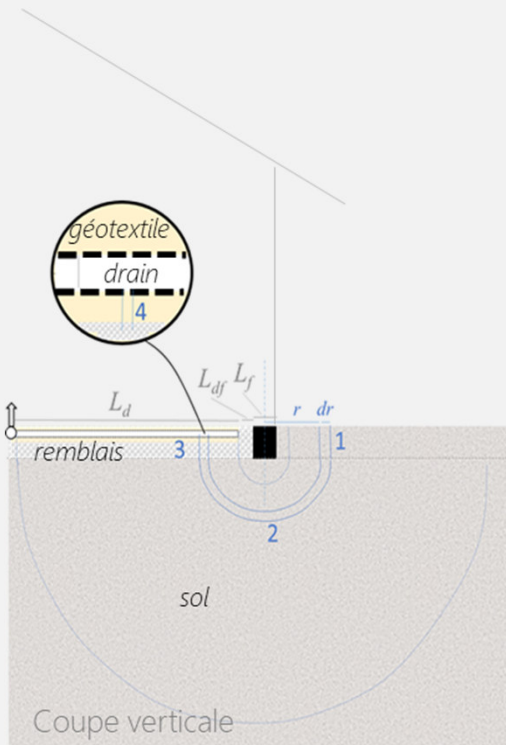 géotextile
drain
4
L_df
L_f
L_d
r
dr
remblais
3
1
2
sol
Coupe verticale